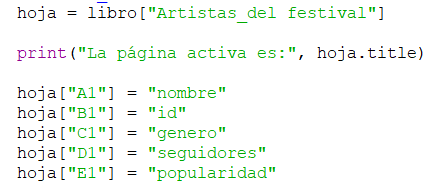 hoja = libro["Artistas_del festival"]
print("La página activa es:", hoja.title)
hoja["A1"] = "nombre"
hoja["B1"] = "id"
hoja["C1"] = "genero"
hoja["D1"] = "seguidores"
hoja["E1"] = "popularidad"